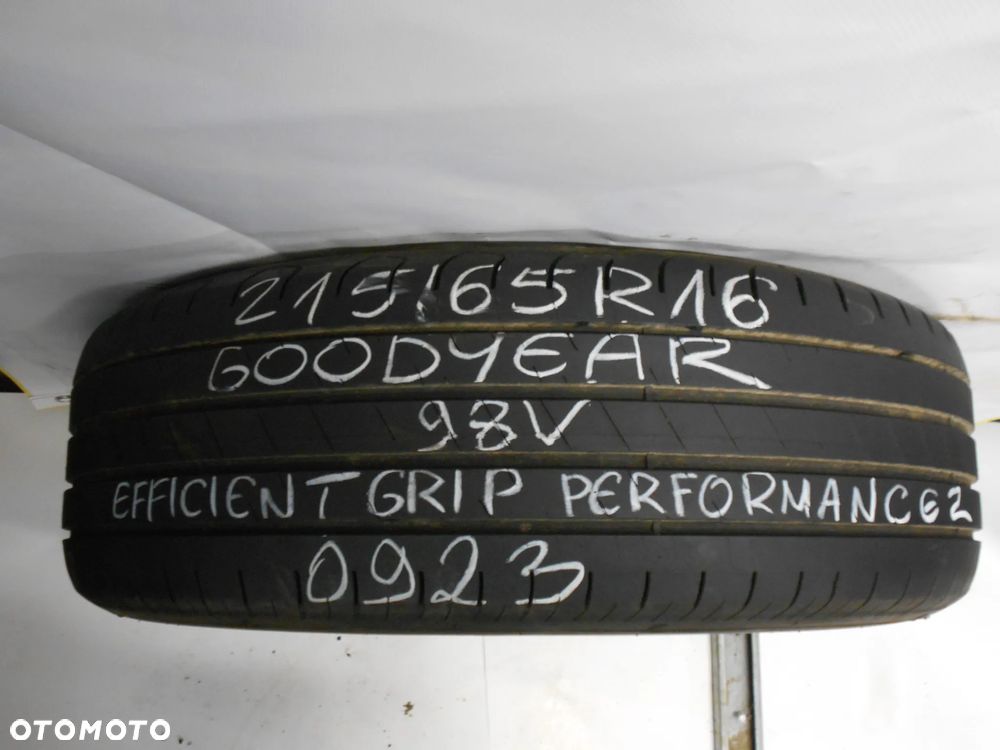 215/65R16
GOODYEAR
98V
EFFICIENTGRIP PERFORMANCE2
0923
OTOMOTO